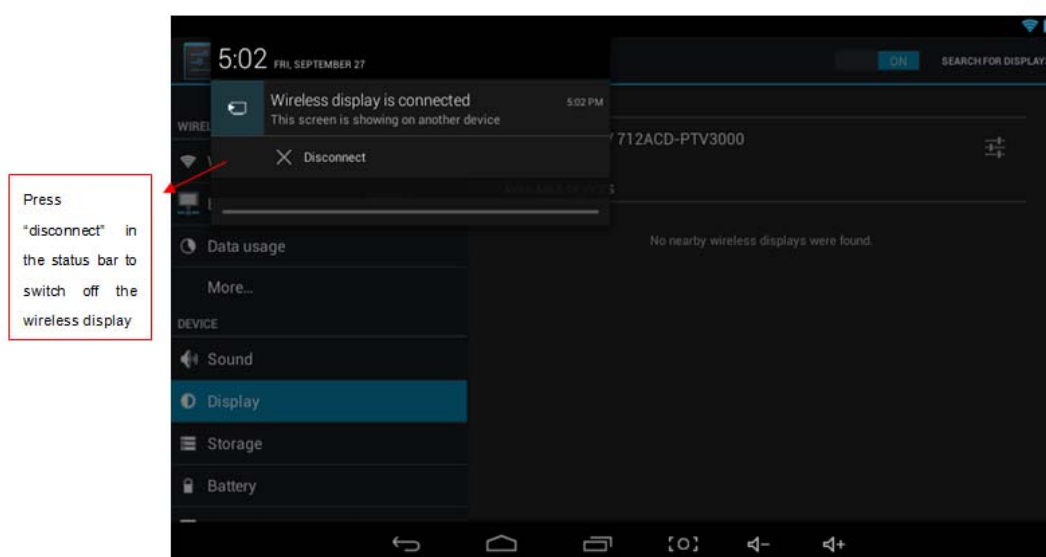 5:02 FRI, SEPTEMBER 27
ON
SEARCH FOR DISPLAY
Wireless display is connected
5:02 PM
This screen is showing on another device
712ACD-PTV3000
Disconnect
No nearby wireless displays were found.
Data usage
More...
DEVICE
Sound
Display
Storage
Battery
Press
“disconnect” in
the status bar to
switch off the
wireless display